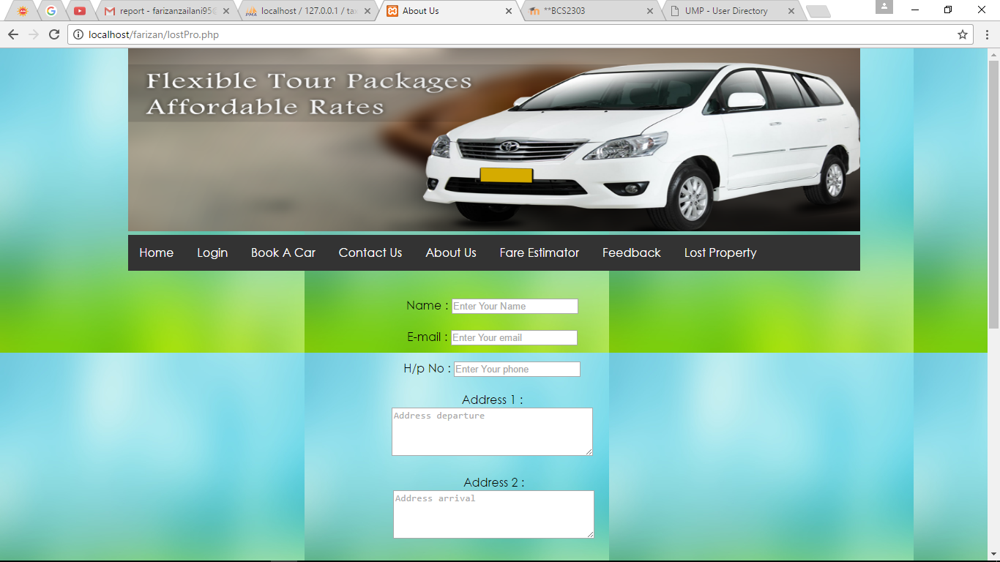 report - farizanzailani95@
PMA localhost / 127.0.0.1 / ta
About Us
**BCS2303
UMP - User Directory
localhost/farizan/lostPro.php
Flexible Tour Packages
Affordable Rates
Home Login Book A Car Contact Us About Us Fare Estimator Feedback Lost Property
Name : Enter Your Name
E-mail : Enter Your email
H/p No : Enter Your phone
Address 1 :
Address departure
Address 2 :
Address arrival